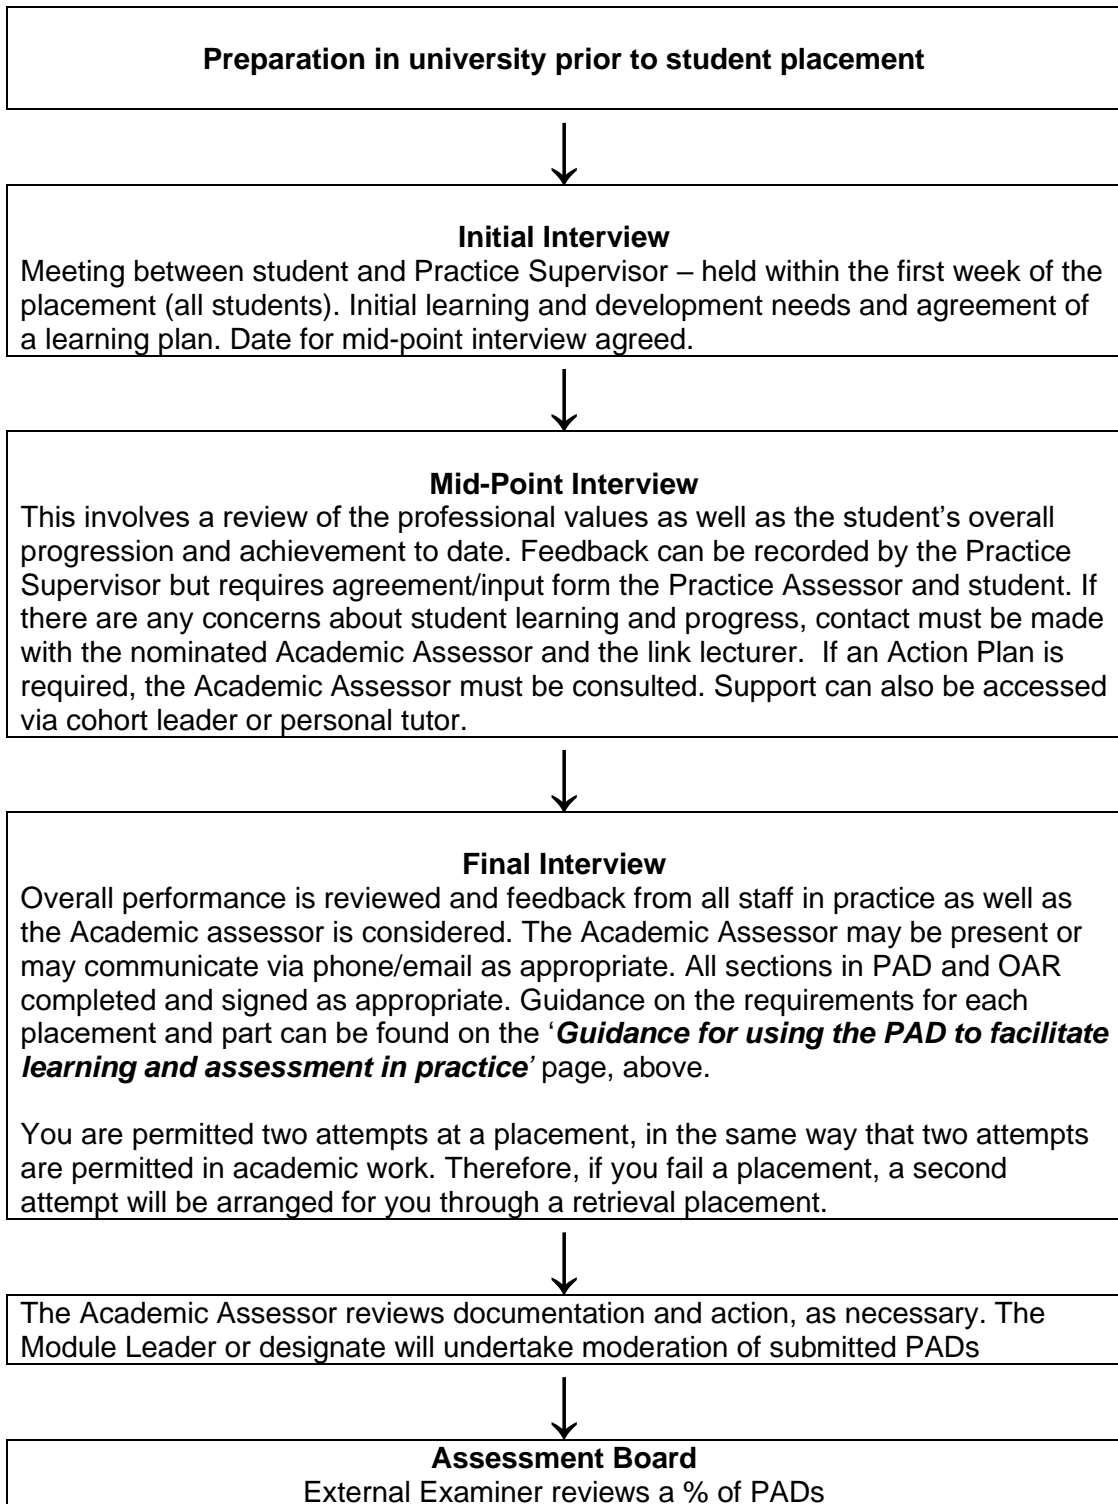 Preparation in university prior to student placement
Initial Interview
Meeting between student and Practice Supervisor – held within the first week of the
placement (all students). Initial learning and development needs and agreement of
a learning plan. Date for mid-point interview agreed.
Mid-Point Interview
This involves a review of the professional values as well as the student's overall
progression and achievement to date. Feedback can be recorded by the Practice
Supervisor but requires agreement/input form the Practice Assessor and student. If
there are any concerns about student learning and progress, contact must be made
with the nominated Academic Assessor and the link lecturer.  If an Action Plan is
required, the Academic Assessor must be consulted. Support can also be accessed
via cohort leader or personal tutor.
Final Interview
Overall performance is reviewed and feedback from all staff in practice as well as
the Academic assessor is considered. The Academic Assessor may be present or
may communicate via phone/email as appropriate. All sections in PAD and OAR
completed and signed as appropriate. Guidance on the requirements for each
placement and part can be found on the ‘Guidance for using the PAD to facilitate
learning and assessment in practice’ page, above.
You are permitted two attempts at a placement, in the same way that two attempts
are permitted in academic work. Therefore, if you fail a placement, a second
attempt will be arranged for you through a retrieval placement.
The Academic Assessor reviews documentation and action, as necessary. The
Module Leader or designate will undertake moderation of submitted PADs
Assessment Board
External Examiner reviews a % of PADs